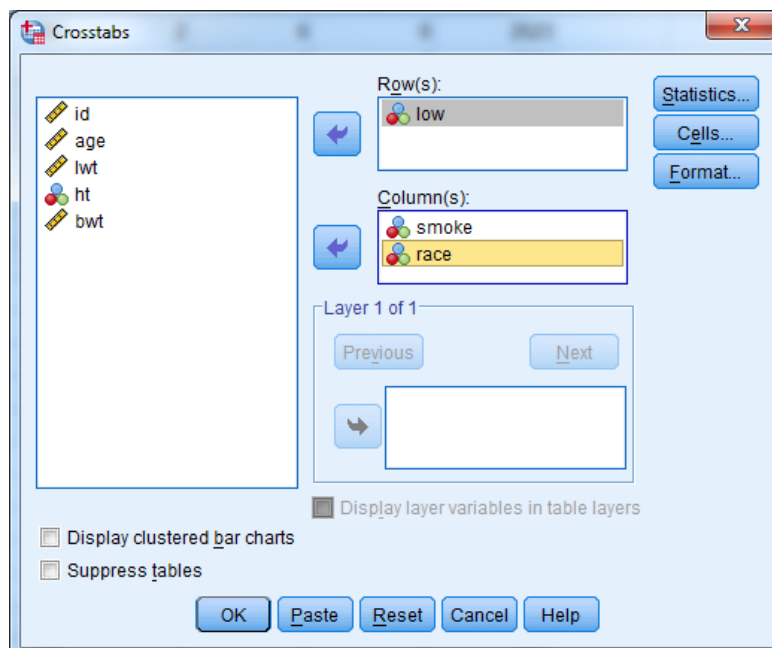 Crosstabs
id
age
lwt
ht
bwt
Row(s):
low
Column(s):
smoke
race
Layer 1 of 1
Previous
Next
Display layer variables in table layers
Statistics...
Cells...
Format...
Display clustered bar charts
Suppress tables
OK
Paste
Reset
Cancel
Help